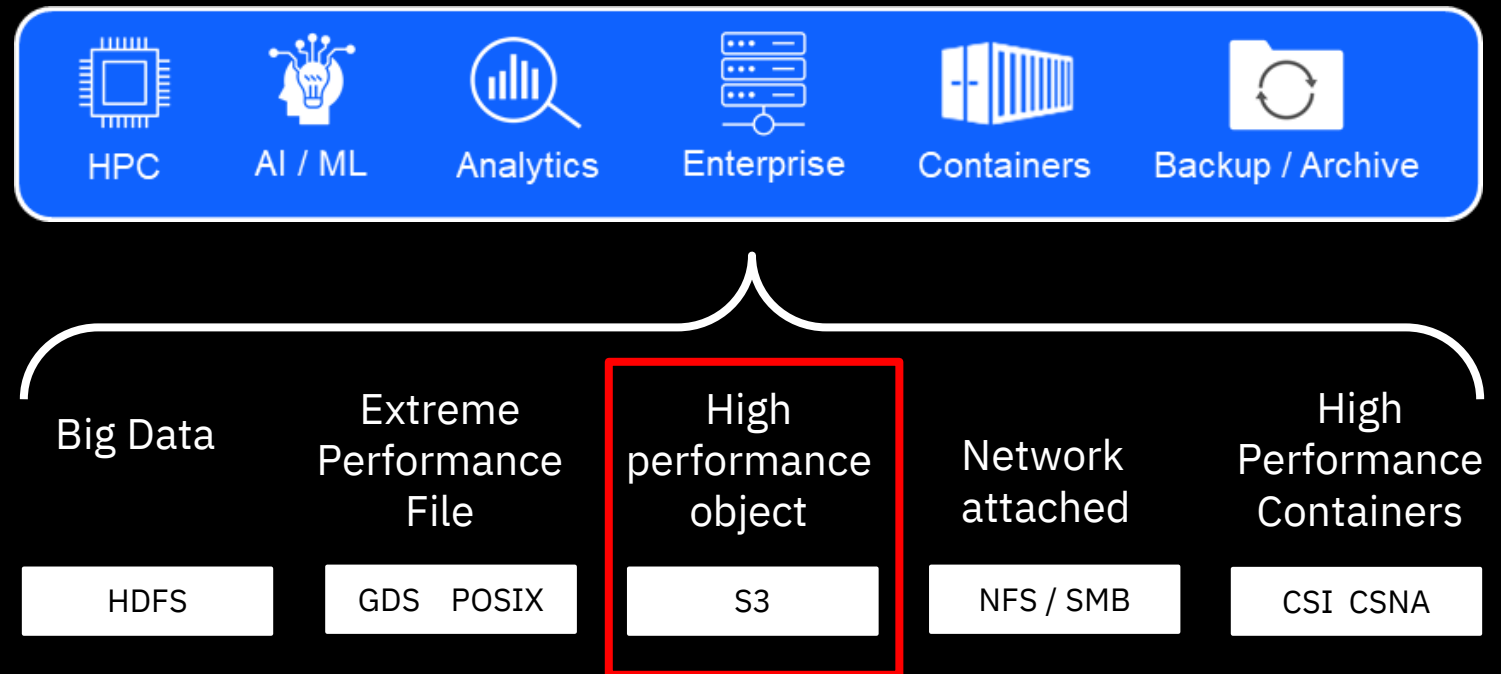 HPC
AI / ML
Analytics
Enterprise
Containers
Backup / Archive
Big Data
Extreme
Performance
File
High
performance
object
Network
attached
High
Performance
Containers
HDFS
GDS POSIX
S3
NFS / SMB
CSI CSNA